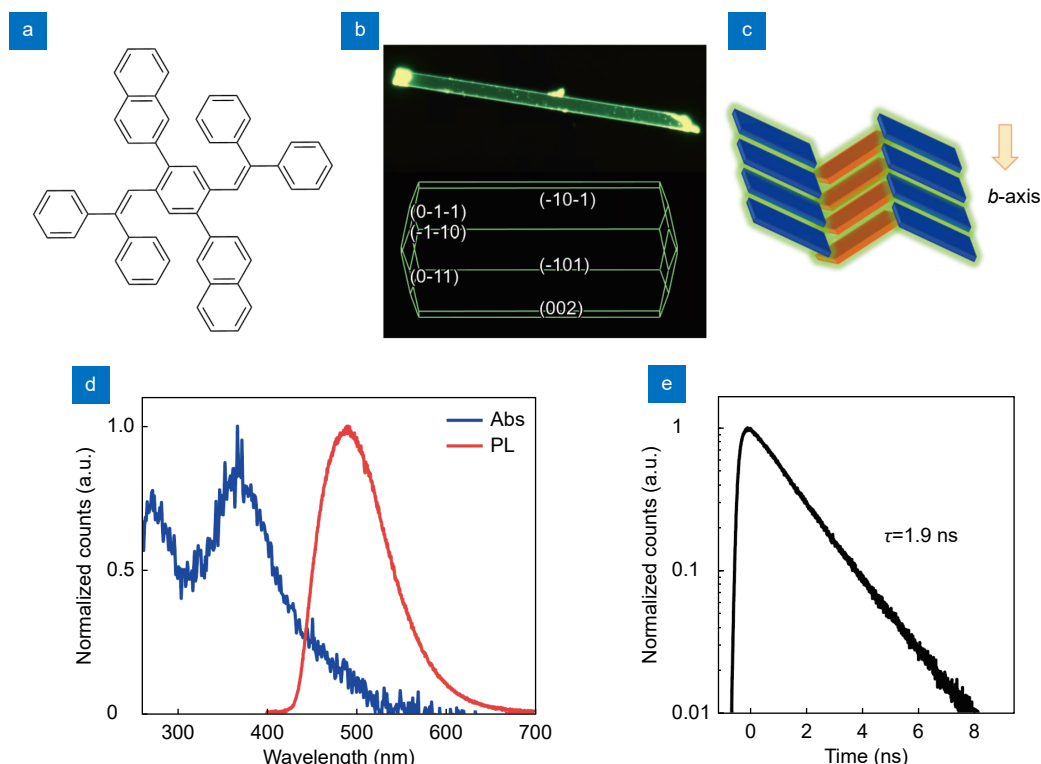 a
b
(-10-1)
(0-1-1)
(-1-10)
(-101)
(0-11)
(002)
c
b-axis
d
Normalized counts (a.u.)
1.0
0.5
0
Abs
PL
300
400
500
600
700
Wavelength (nm)
e
Normalized counts (a.u.)
1
0.1
0.01
τ=1.9 ns
0
2
4
6
8
Time (ns)